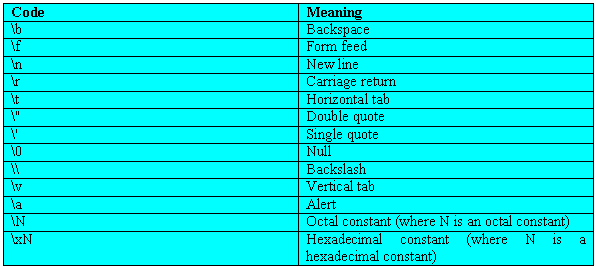 Code Meaning
\b Backspace
\f Form feed
\n New line
\r Carriage return
\t Horizontal tab
\" Double quote
\' Single quote
\0 Null
\\ Backslash
\v Vertical tab
\a Alert
\N Octal constant (where N is an octal constant)
\xN Hexadecimal constant (where N is a
hexadecimal constant)